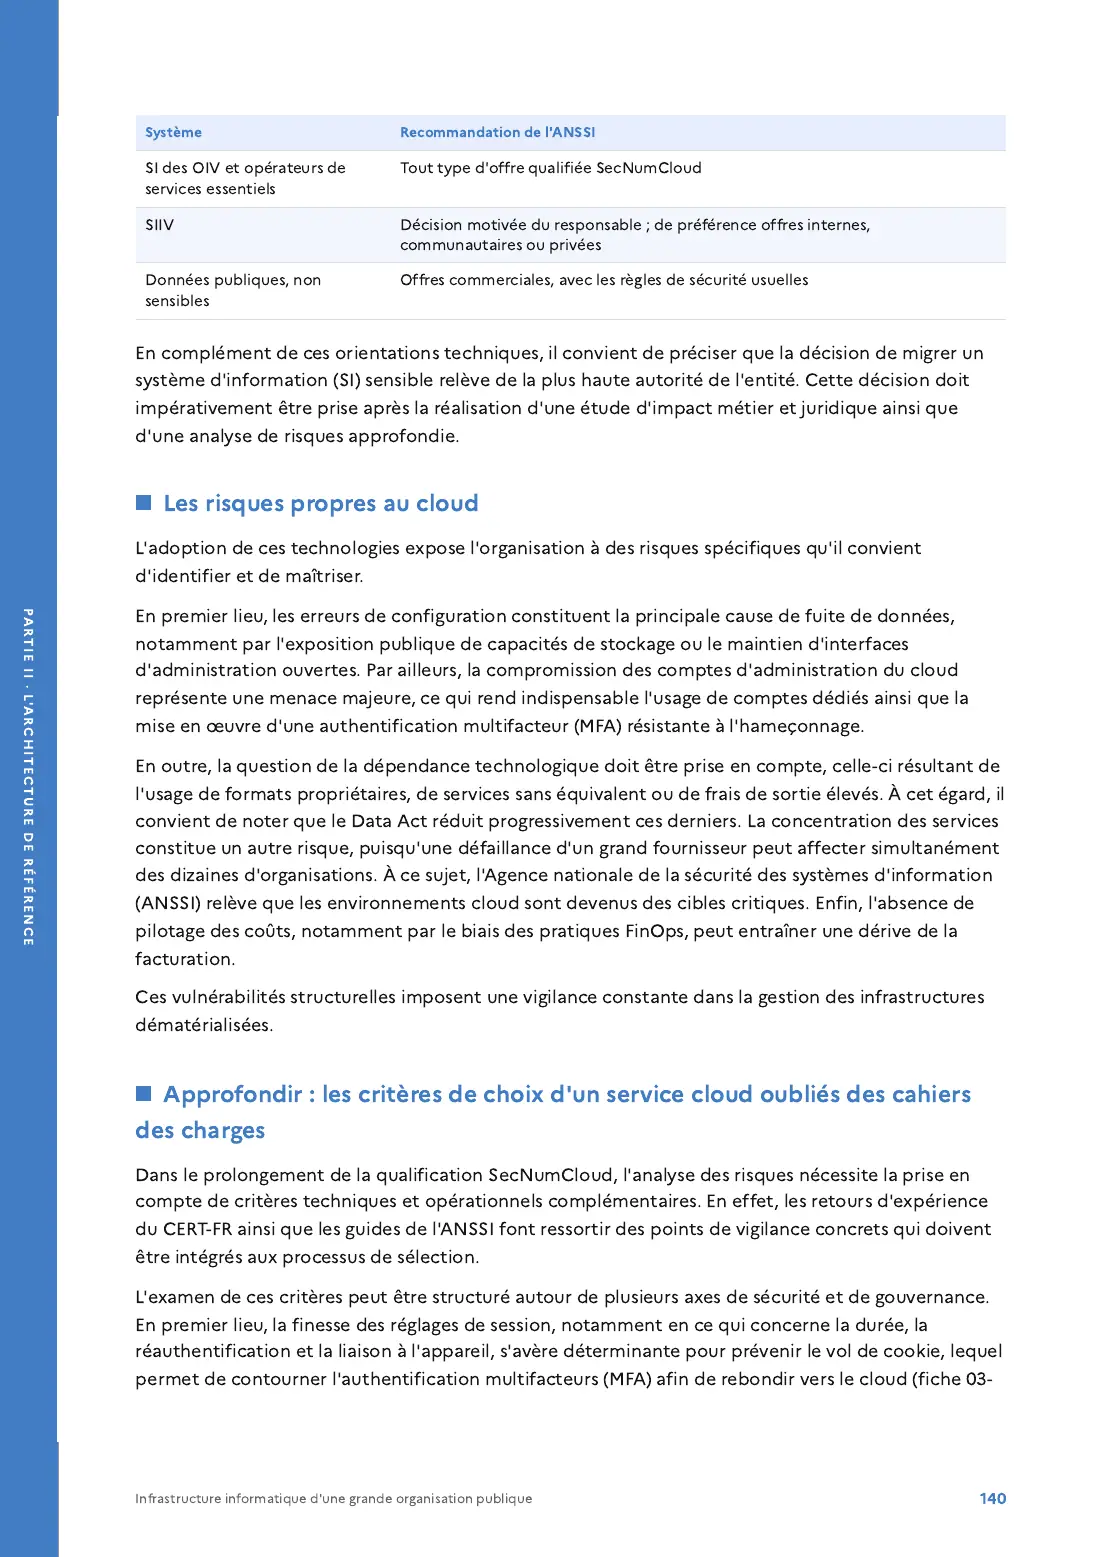 Système Recommandation de l'ANSSI
SI des OIV et opérateurs de services essentiels Tout type d'offre qualifiée SecNumCloud
SIIV Décision motivée du responsable ; de préférence offres internes, communautaires ou privées
Données publiques, non sensibles Offres commerciales, avec les règles de sécurité usuelles
En complément de ces orientations techniques, il convient de préciser que la décision de migrer un
système d'information (SI) sensible relève de la plus haute autorité de l'entité. Cette décision doit
impérativement être prise après la réalisation d'une étude d'impact métier et juridique ainsi que
d'une analyse de risques approfondie.
Les risques propres au cloud
L'adoption de ces technologies expose l'organisation à des risques spécifiques qu'il convient
d'identifier et de maîtriser.
En premier lieu, les erreurs de configuration constituent la principale cause de fuite de données,
notamment par l'exposition publique de capacités de stockage ou le maintien d'interfaces
d'administration ouvertes. Par ailleurs, la compromission des comptes d'administration du cloud
représente une menace majeure, ce qui rend indispensable l'usage de comptes dédiés ainsi que la
mise en œuvre d'une authentification multifacteur (MFA) résistante à l'hameçonnage.
En outre, la question de la dépendance technologique doit être prise en compte, celle-ci résultant de
l'usage de formats propriétaires, de services sans équivalent ou de frais de sortie élevés. À cet égard, il
convient de noter que le Data Act réduit progressivement ces derniers. La concentration des services
constitue un autre risque, puisqu'une défaillance d'un grand fournisseur peut affecter simultanément
des dizaines d'organisations. À ce sujet, l'Agence nationale de la sécurité des systèmes d'information
(ANSSI) relève que les environnements cloud sont devenus des cibles critiques. Enfin, l'absence de
pilotage des coûts, notamment par le biais des pratiques FinOps, peut entraîner une dérive de la
facturation.
Ces vulnérabilités structurelles imposent une vigilance constante dans la gestion des infrastructures
dématérialisées.
Approfondir : les critères de choix d'un service cloud oubliés des cahiers
des charges
Dans le prolongement de la qualification SecNumCloud, l'analyse des risques nécessite la prise en
compte de critères techniques et opérationnels complémentaires. En effet, les retours d'expérience
du CERT-FR ainsi que les guides de l'ANSSI font ressortir des points de vigilance concrets qui doivent
être intégrés aux processus de sélection.
L'examen de ces critères peut être structuré autour de plusieurs axes de sécurité et de gouvernance.
En premier lieu, la finesse des réglages de session, notamment en ce qui concerne la durée, la
réauthentification et la liaison à l'appareil, s'avère déterminante pour prévenir le vol de cookie, lequel
permet de contourner l'authentification multifacteurs (MFA) afin de rebondir vers le cloud (fiche 03-
PARTIE II · L'ARCHITECTURE DE RÉFÉRENCE
Infrastructure informatique d'une grande organisation publique 140